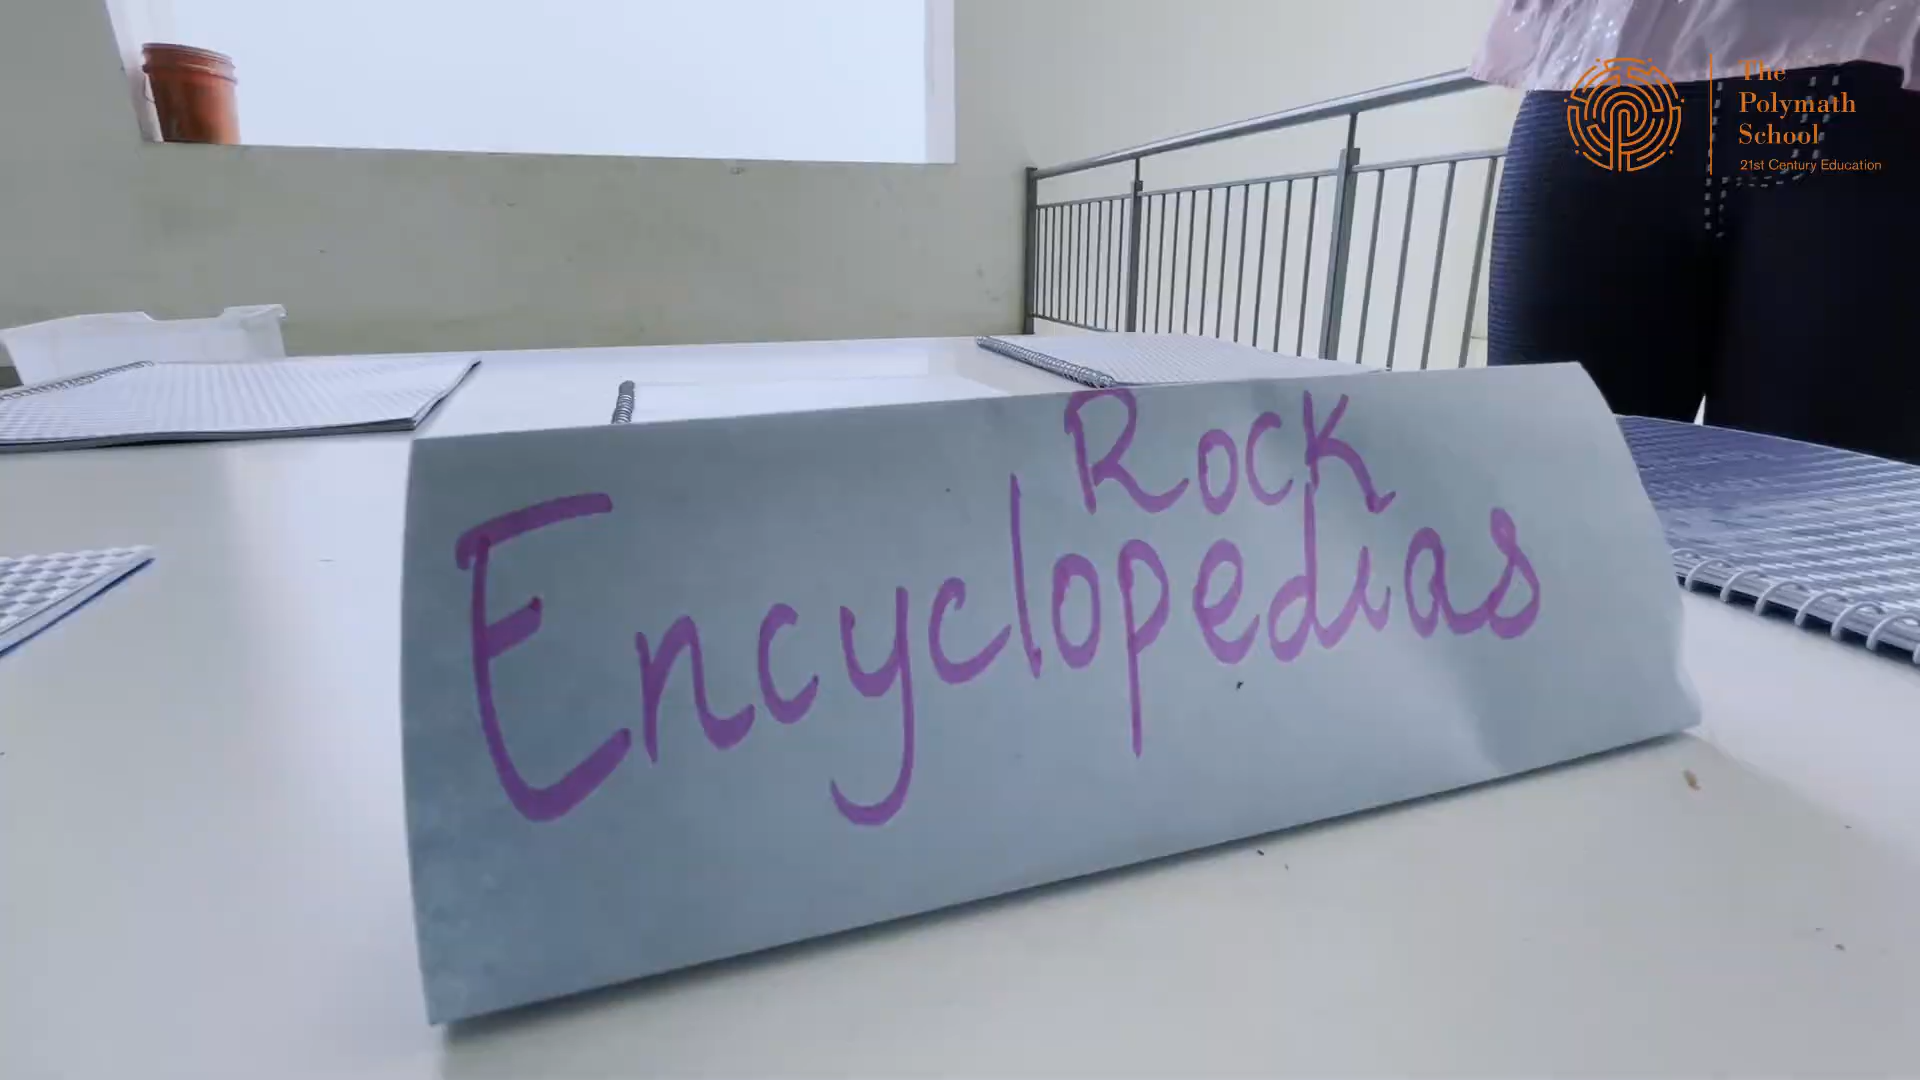 Rock
Encyclopedias
The
Polymath
School
21st Century Education